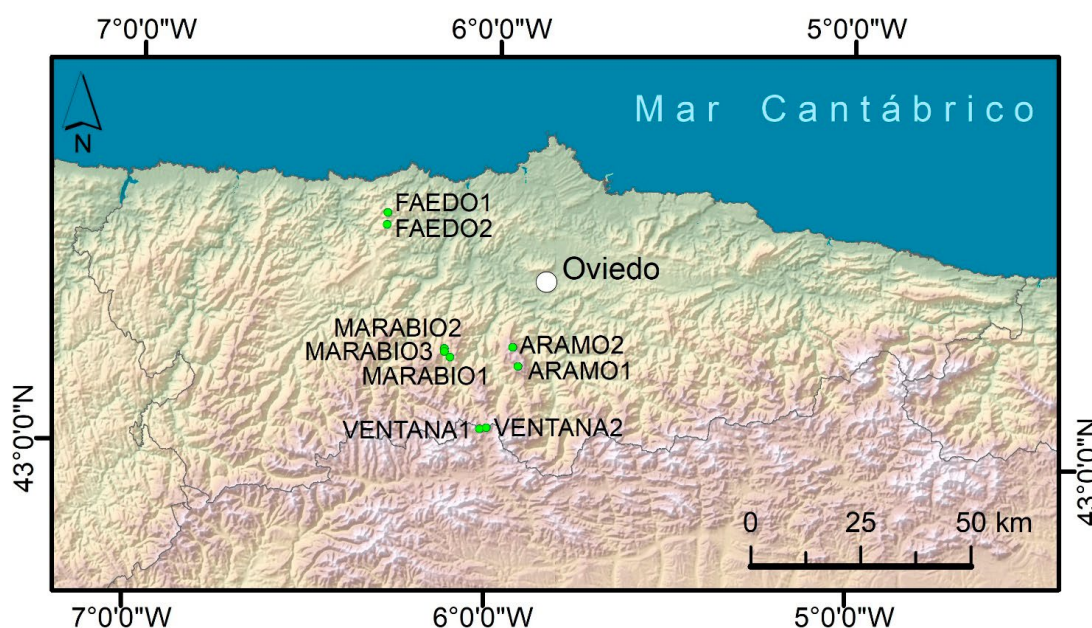 7°0'0"W 6°0'0"W 5°0'0"W
Mar Cantábrico
N
FAEDO1
FAEDO2
Oviedo
MARABIO2
MARABIO3
MARABIO1
ARAMO2
ARAMO1
VENTANA1 VENTANA2
43°0'0"N
43°0'0"N
0 25 50 km
7°0'0"W 6°0'0"W 5°0'0"W